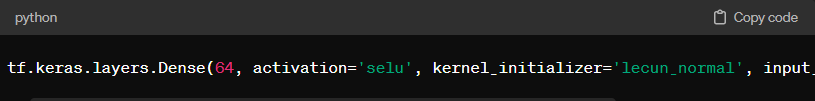 python
Copy code
tf.keras.layers.Dense(64, activation='selu', kernel_initializer='lecun_normal', input_